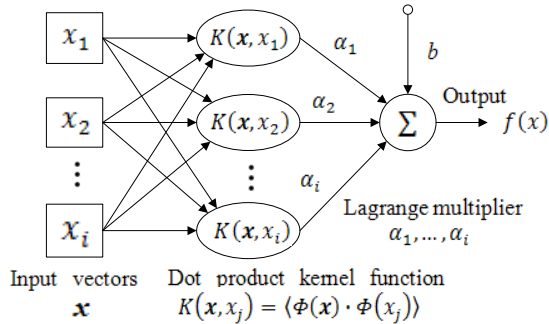 x₁
K(x, x₁)
α₁
b
x₂
K(x, x₂)
α₂
Σ
Output
f(x)
⋮
⋮
xᵢ
K(x, xᵢ)
αᵢ
Lagrange multiplier
α₁,…, αᵢ
Input vectors
x
Dot product kernel function
K(x, xⱼ) = ⟨Φ(x) · Φ(xⱼ)⟩